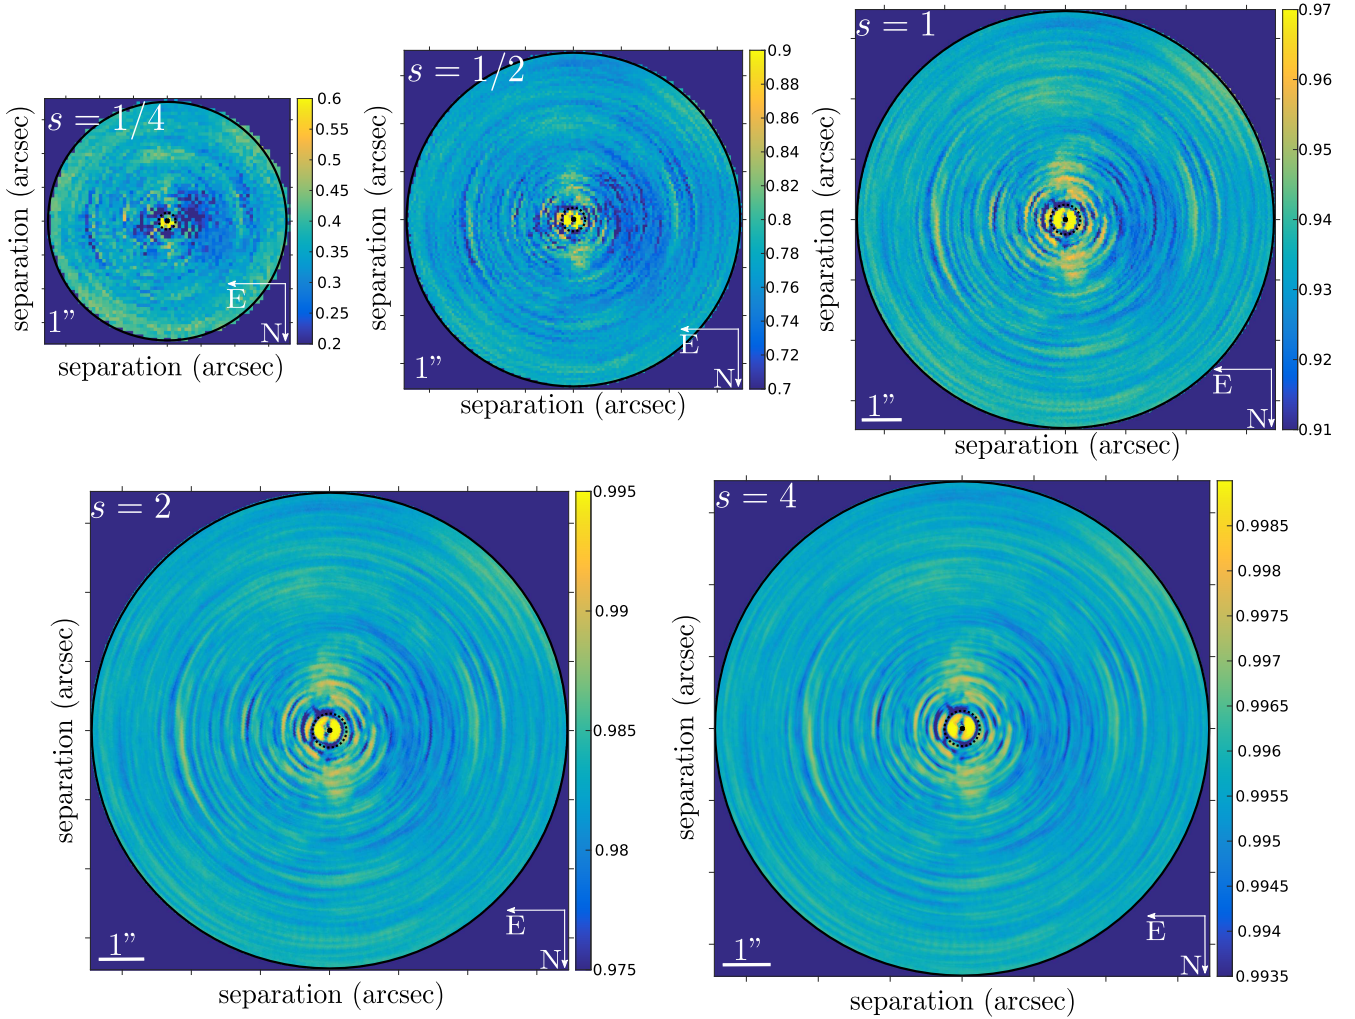 s = 1/4
0.6
0.55
0.5
0.45
0.4
0.35
0.3
0.25
0.2
separation (arcsec)
E
N
1”
separation (arcsec)
s = 1/2
0.9
0.88
0.86
0.84
0.82
0.8
0.78
0.76
0.74
0.72
0.7
separation (arcsec)
E
N
1”
separation (arcsec)
s = 1
0.97
0.96
0.95
0.94
0.93
0.92
0.91
separation (arcsec)
E
N
1”
separation (arcsec)
s = 2
0.995
0.99
0.985
0.98
0.975
separation (arcsec)
E
N
1”
separation (arcsec)
s = 4
0.9985
0.998
0.9975
0.997
0.9965
0.996
0.9955
0.995
0.9945
0.994
0.9935
separation (arcsec)
E
N
1”
separation (arcsec)